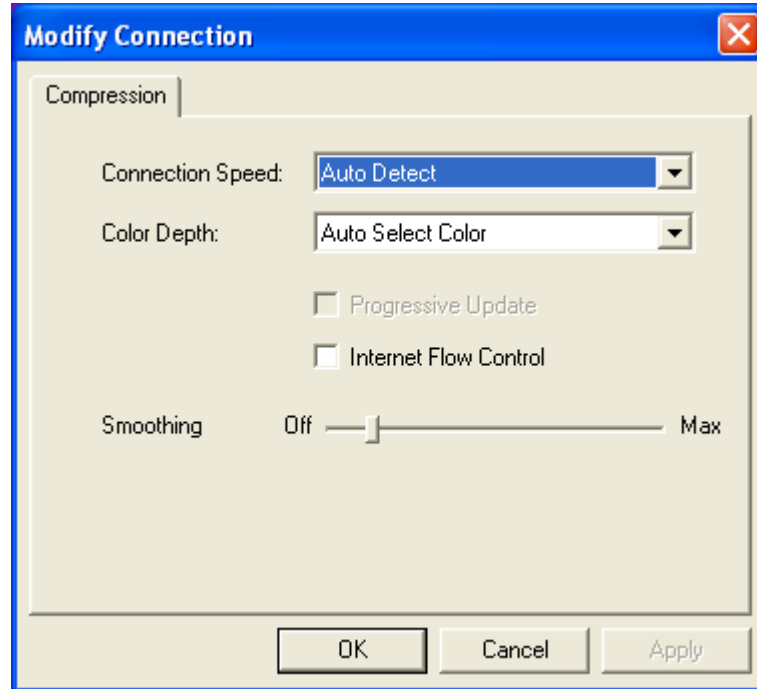 Modify Connection
Compression
Connection Speed: Auto Detect
Color Depth: Auto Select Color
Progressive Update
Internet Flow Control
Smoothing Off Max
OK Cancel Apply